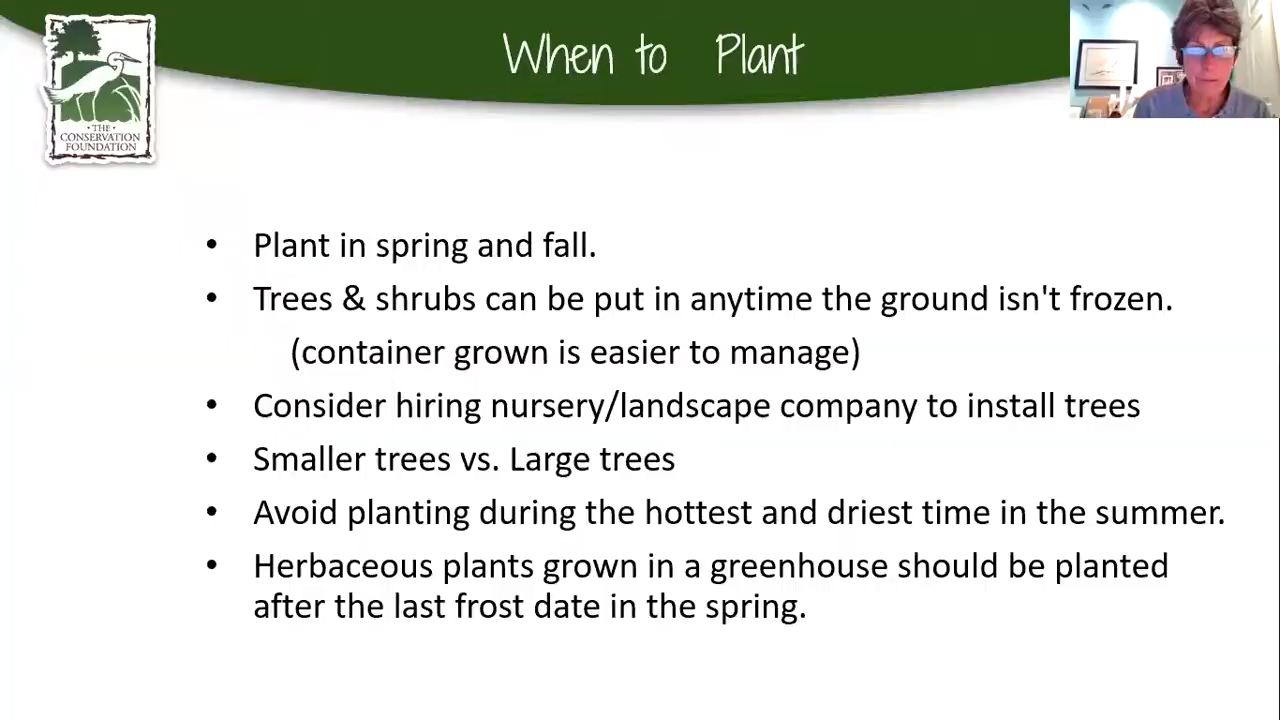 When to Plant
• THE •
CONSERVATION
FOUNDATION
• Plant in spring and fall.
• Trees & shrubs can be put in anytime the ground isn't frozen.
(container grown is easier to manage)
• Consider hiring nursery/landscape company to install trees
• Smaller trees vs. Large trees
• Avoid planting during the hottest and driest time in the summer.
• Herbaceous plants grown in a greenhouse should be planted
after the last frost date in the spring.